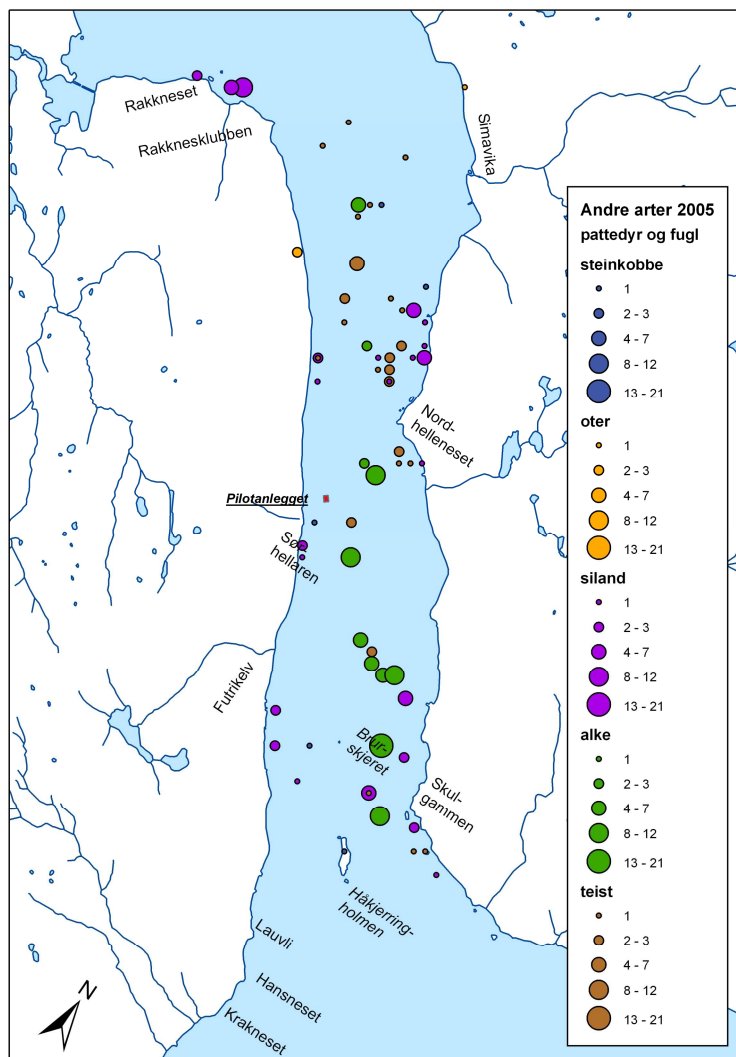 Rakkneset
Rakknesklubben
Simavika
Nord-
helleneset
Pilotanlegget
Sør-
hellaren
Futrikelv
Brur-
skjeret
Skul-
gammen
Håkjerring-
holmen
Lauvli
Hansneset
Krakneset
N
Andre arter 2005
pattedyr og fugl
steinkobbe
1
2 - 3
4 - 7
8 - 12
13 - 21
oter
1
2 - 3
4 - 7
8 - 12
13 - 21
siland
1
2 - 3
4 - 7
8 - 12
13 - 21
alke
1
2 - 3
4 - 7
8 - 12
13 - 21
teist
1
2 - 3
4 - 7
8 - 12
13 - 21